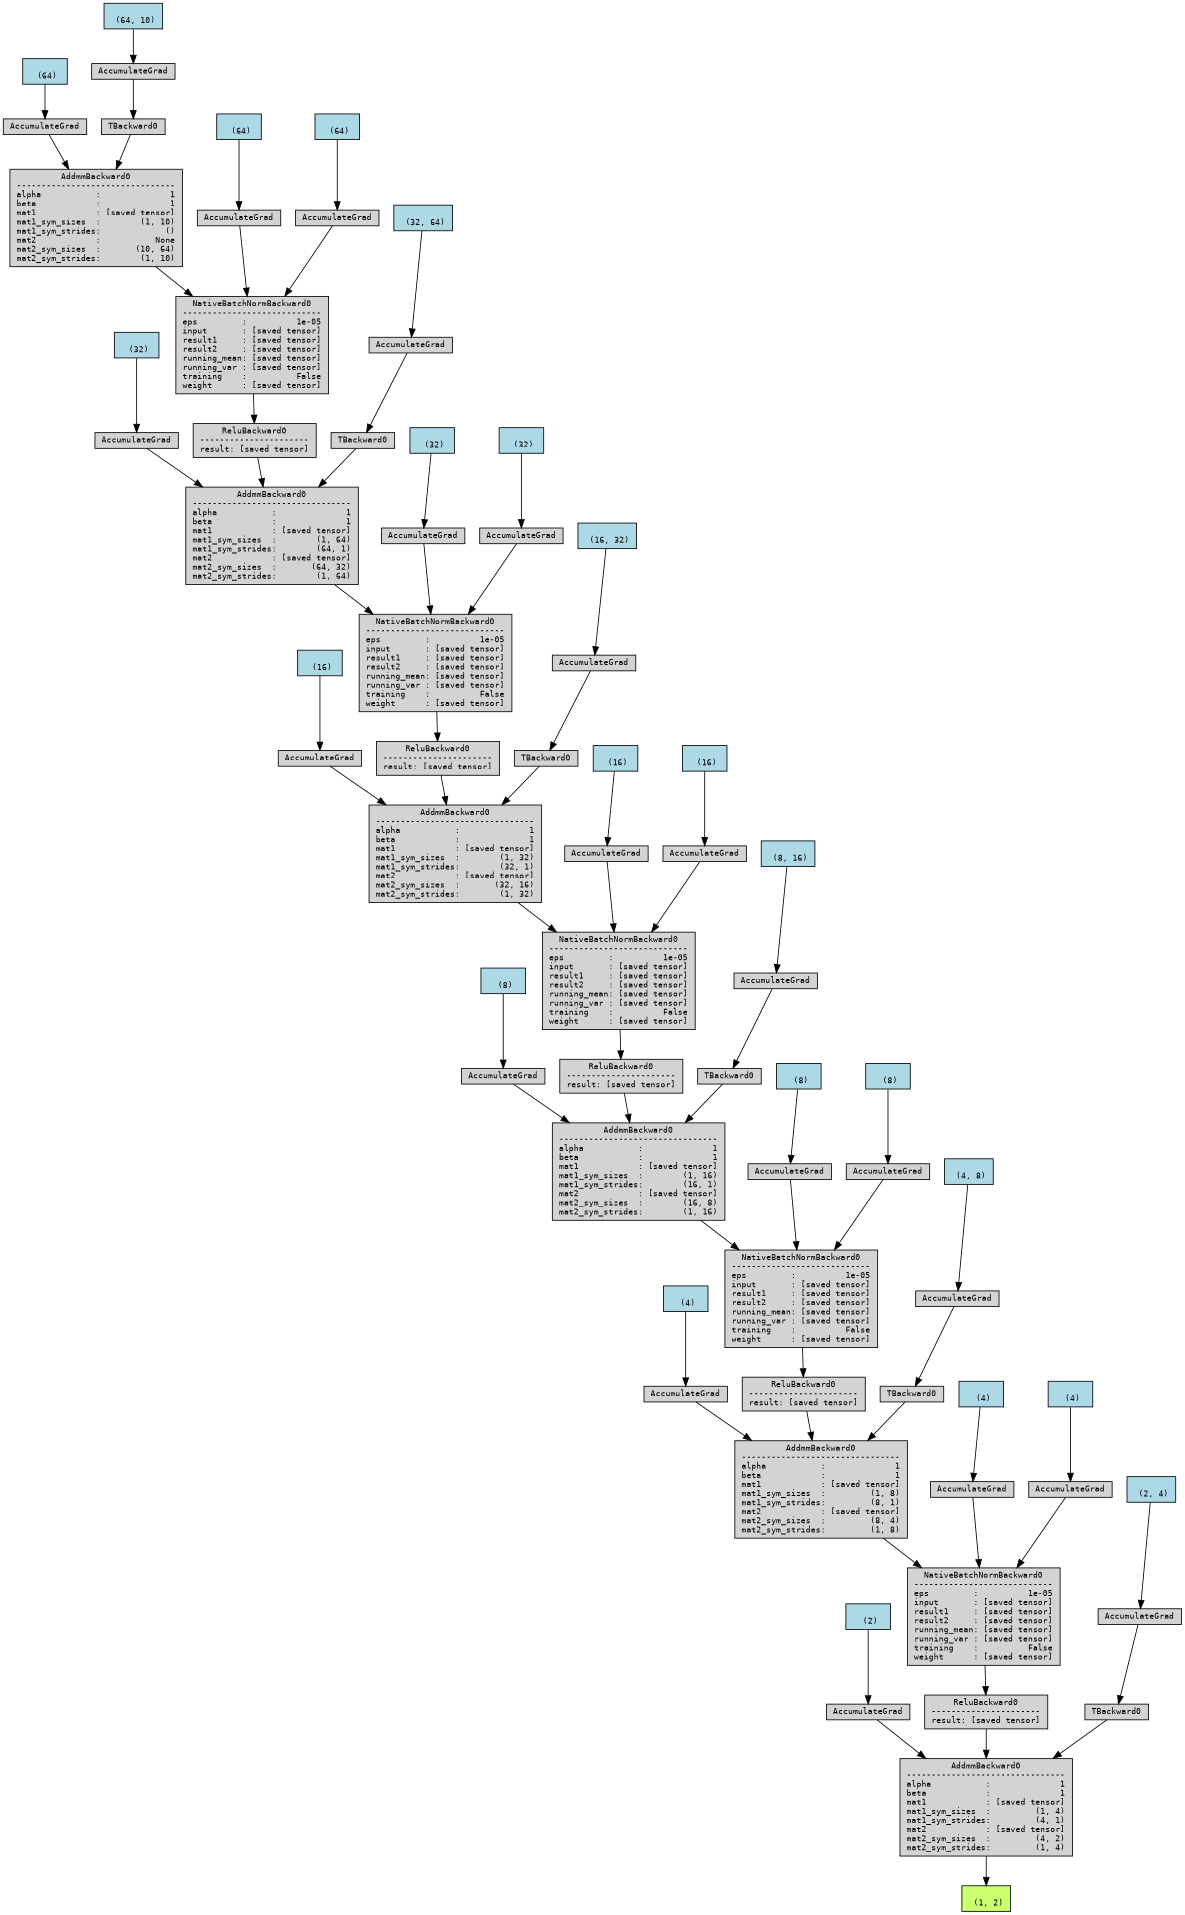 (64, 10)
AccumulateGrad
(64)
AccumulateGrad
TBackward0
AddmmBackward0
--------------------------------
alpha           :              1
beta            :              1
mat1            : [saved tensor]
mat1_sym_sizes  :        (1, 10)
mat1_sym_strides:             ()
mat2            :           None
mat2_sym_sizes  :       (10, 64)
mat2_sym_strides:        (1, 10)
(64)
(64)
AccumulateGrad
AccumulateGrad
NativeBatchNormBackward0
----------------------------
eps         :          1e-05
input       : [saved tensor]
result1     : [saved tensor]
result2     : [saved tensor]
running_mean: [saved tensor]
running_var : [saved tensor]
training    :          False
weight      : [saved tensor]
(32, 64)
AccumulateGrad
(32)
AccumulateGrad
ReluBackward0
----------------------
result: [saved tensor]
TBackward0
AddmmBackward0
--------------------------------
alpha           :              1
beta            :              1
mat1            : [saved tensor]
mat1_sym_sizes  :        (1, 64)
mat1_sym_strides:        (64, 1)
mat2            : [saved tensor]
mat2_sym_sizes  :       (64, 32)
mat2_sym_strides:        (1, 64)
(32)
(32)
AccumulateGrad
AccumulateGrad
NativeBatchNormBackward0
----------------------------
eps         :          1e-05
input       : [saved tensor]
result1     : [saved tensor]
result2     : [saved tensor]
running_mean: [saved tensor]
running_var : [saved tensor]
training    :          False
weight      : [saved tensor]
(16, 32)
AccumulateGrad
(16)
AccumulateGrad
ReluBackward0
----------------------
result: [saved tensor]
TBackward0
AddmmBackward0
--------------------------------
alpha           :              1
beta            :              1
mat1            : [saved tensor]
mat1_sym_sizes  :        (1, 32)
mat1_sym_strides:        (32, 1)
mat2            : [saved tensor]
mat2_sym_sizes  :       (32, 16)
mat2_sym_strides:        (1, 32)
(16)
(16)
AccumulateGrad
AccumulateGrad
NativeBatchNormBackward0
----------------------------
eps         :          1e-05
input       : [saved tensor]
result1     : [saved tensor]
result2     : [saved tensor]
running_mean: [saved tensor]
running_var : [saved tensor]
training    :          False
weight      : [saved tensor]
(8, 16)
AccumulateGrad
(8)
AccumulateGrad
ReluBackward0
----------------------
result: [saved tensor]
TBackward0
AddmmBackward0
--------------------------------
alpha           :              1
beta            :              1
mat1            : [saved tensor]
mat1_sym_sizes  :        (1, 16)
mat1_sym_strides:        (16, 1)
mat2            : [saved tensor]
mat2_sym_sizes  :        (16, 8)
mat2_sym_strides:        (1, 16)
(8)
(8)
AccumulateGrad
AccumulateGrad
NativeBatchNormBackward0
----------------------------
eps         :          1e-05
input       : [saved tensor]
result1     : [saved tensor]
result2     : [saved tensor]
running_mean: [saved tensor]
running_var : [saved tensor]
training    :          False
weight      : [saved tensor]
(4, 8)
AccumulateGrad
(4)
AccumulateGrad
ReluBackward0
----------------------
result: [saved tensor]
TBackward0
AddmmBackward0
--------------------------------
alpha           :              1
beta            :              1
mat1            : [saved tensor]
mat1_sym_sizes  :         (1, 8)
mat1_sym_strides:         (8, 1)
mat2            : [saved tensor]
mat2_sym_sizes  :         (8, 4)
mat2_sym_strides:         (1, 8)
(4)
(4)
AccumulateGrad
AccumulateGrad
NativeBatchNormBackward0
----------------------------
eps         :          1e-05
input       : [saved tensor]
result1     : [saved tensor]
result2     : [saved tensor]
running_mean: [saved tensor]
running_var : [saved tensor]
training    :          False
weight      : [saved tensor]
(2, 4)
AccumulateGrad
(2)
AccumulateGrad
ReluBackward0
----------------------
result: [saved tensor]
TBackward0
AddmmBackward0
--------------------------------
alpha           :              1
beta            :              1
mat1            : [saved tensor]
mat1_sym_sizes  :         (1, 4)
mat1_sym_strides:         (4, 1)
mat2            : [saved tensor]
mat2_sym_sizes  :         (4, 2)
mat2_sym_strides:         (1, 4)
(1, 2)